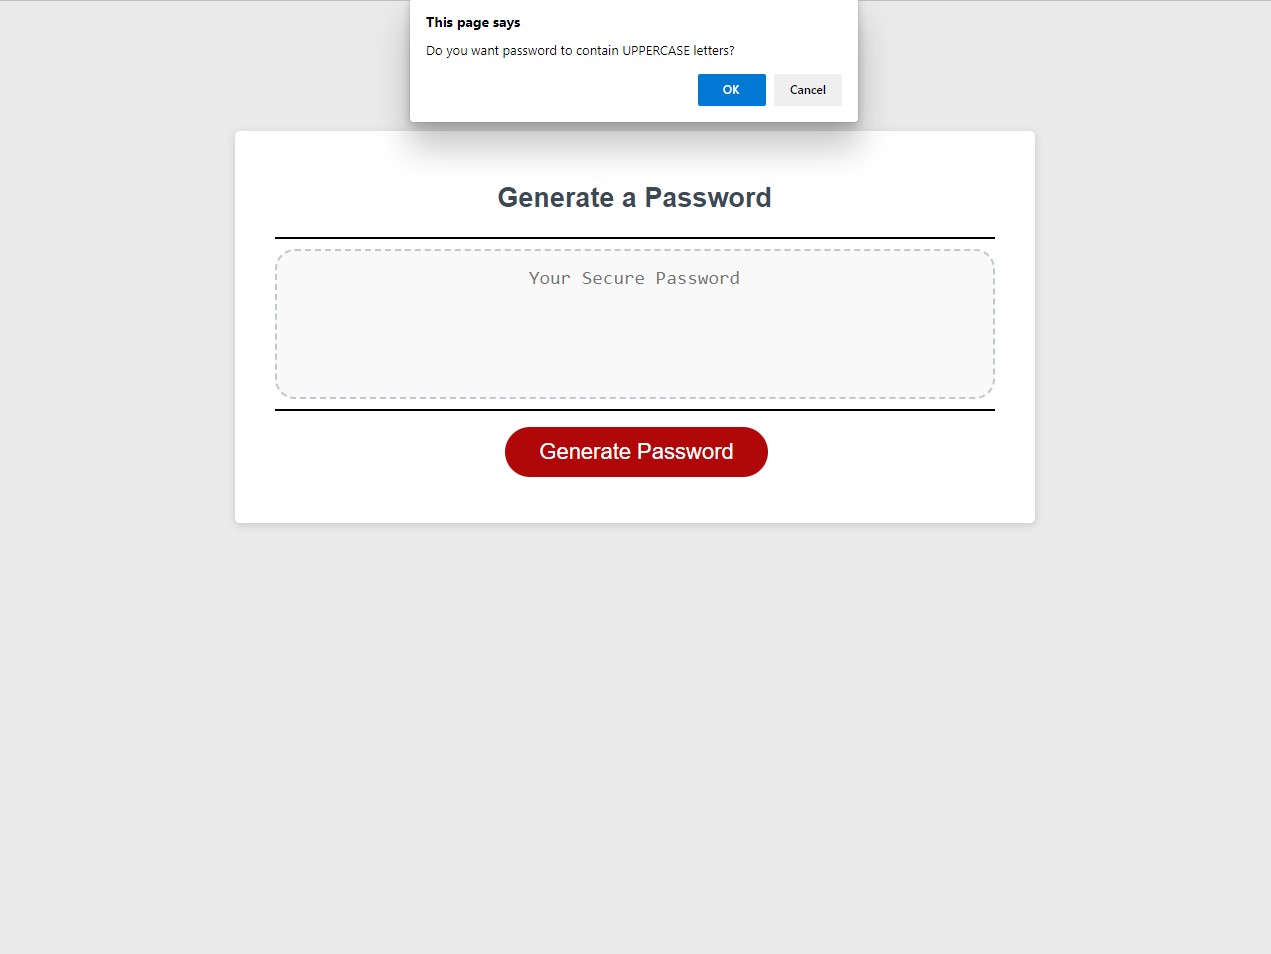 This page says
Do you want password to contain UPPERCASE letters?
OK
Cancel
Generate a Password
Your Secure Password
Generate Password